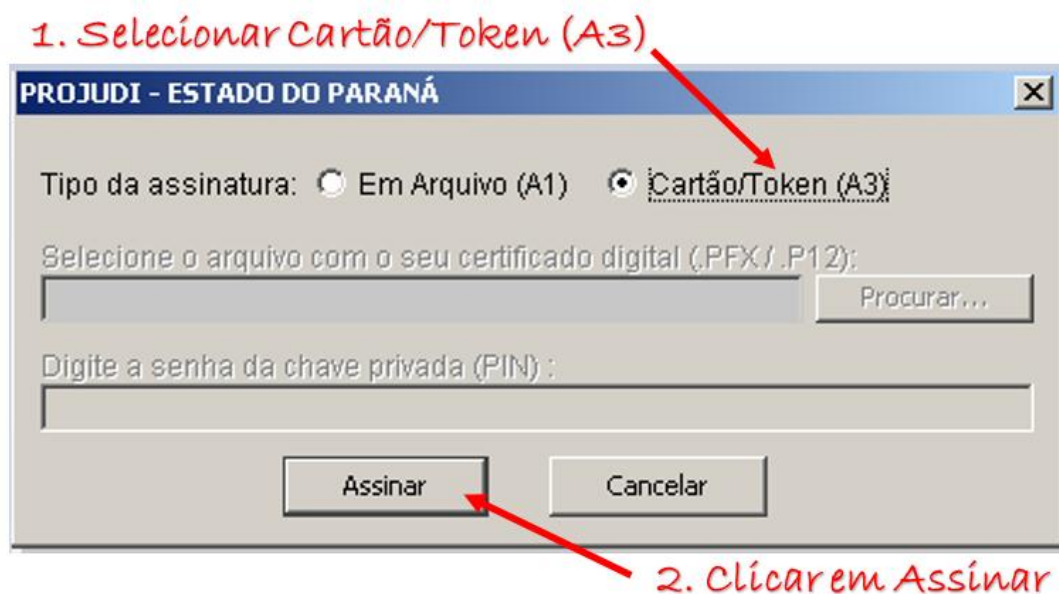 1. Selecionar Cartão/Token (A3)
PROJUDI - ESTADO DO PARANÁ
Tipo da assinatura: Em Arquivo (A1) Cartão/Token (A3)
Selecione o arquivo com o seu certificado digital (.PFX / .P12):
Procurar...
Digite a senha da chave privada (PIN) :
Assinar Cancelar
2. Clicar em Assinar